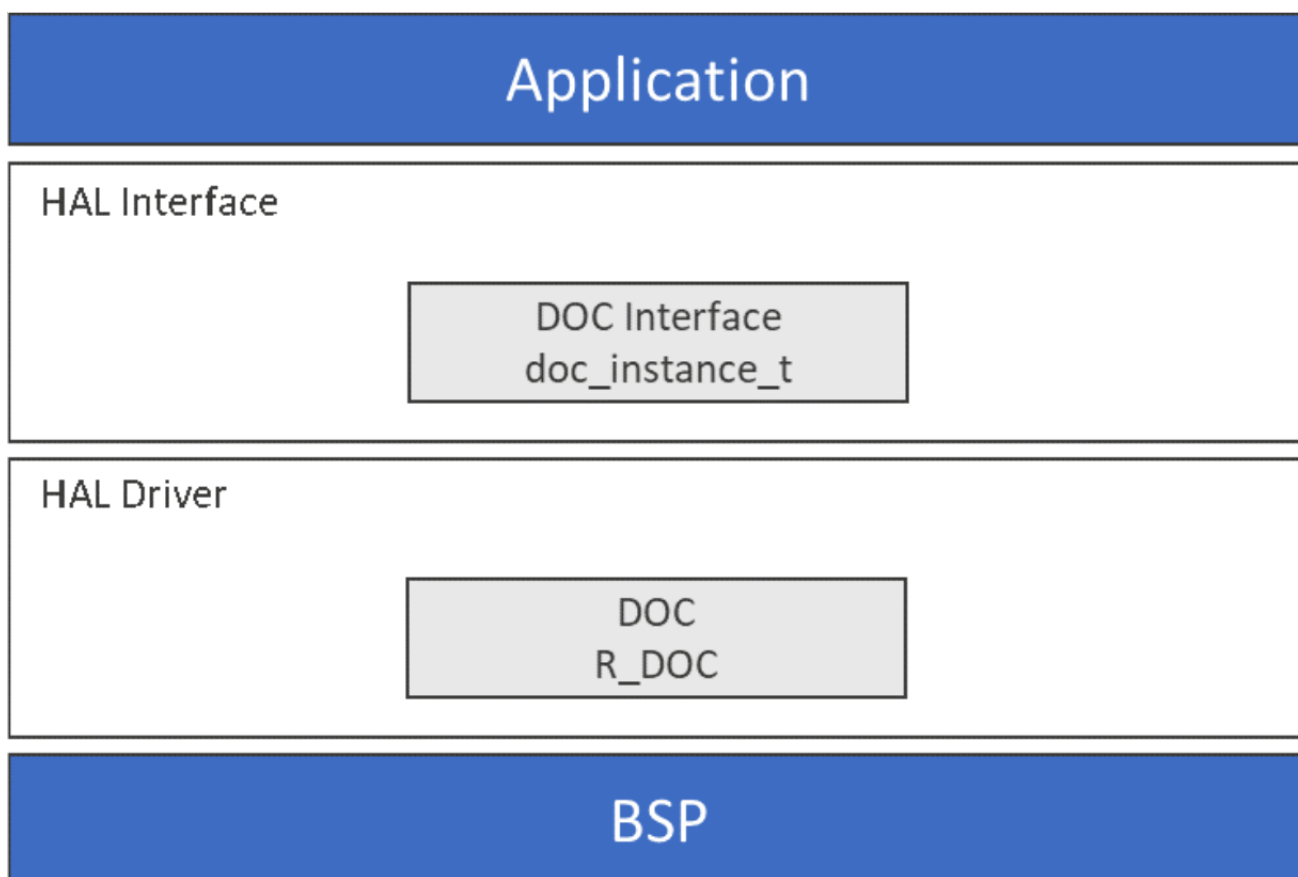 Application
HAL Interface
DOC Interface
doc_instance_t
HAL Driver
DOC
R_DOC
BSP